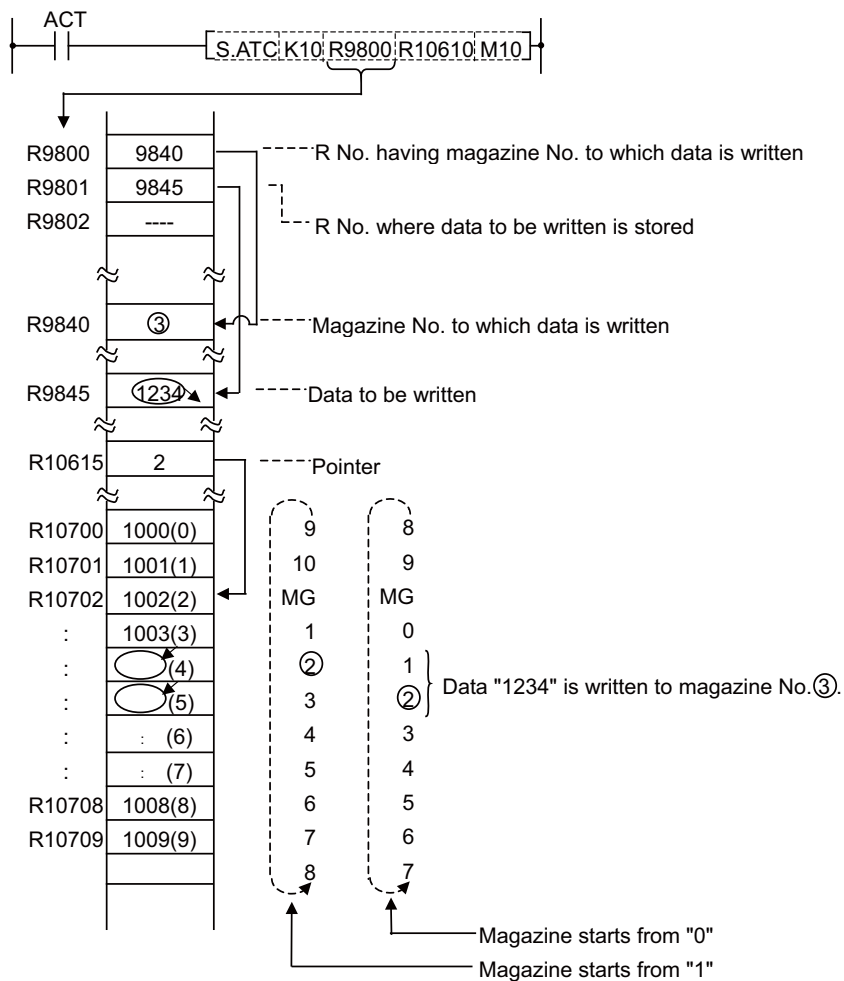 ACT
S.ATC K10 R9800 R10610 M10
R9800 9840 R No. having magazine No. to which data is written
R9801 9845
R9802 ---- R No. where data to be written is stored
R9840 ③ Magazine No. to which data is written
R9845 1234 Data to be written
R10615 2 Pointer
R10700 1000(0) 9 8
R10701 1001(1) 10 9
R10702 1002(2) MG MG
: 1003(3) 1 0
: (4) ② 1
: (5) 3 ② Data "1234" is written to magazine No.③.
: : (6) 4 3
: : (7) 5 4
R10708 1008(8) 6 5
R10709 1009(9) 7 6
8 7
Magazine starts from "0"
Magazine starts from "1"